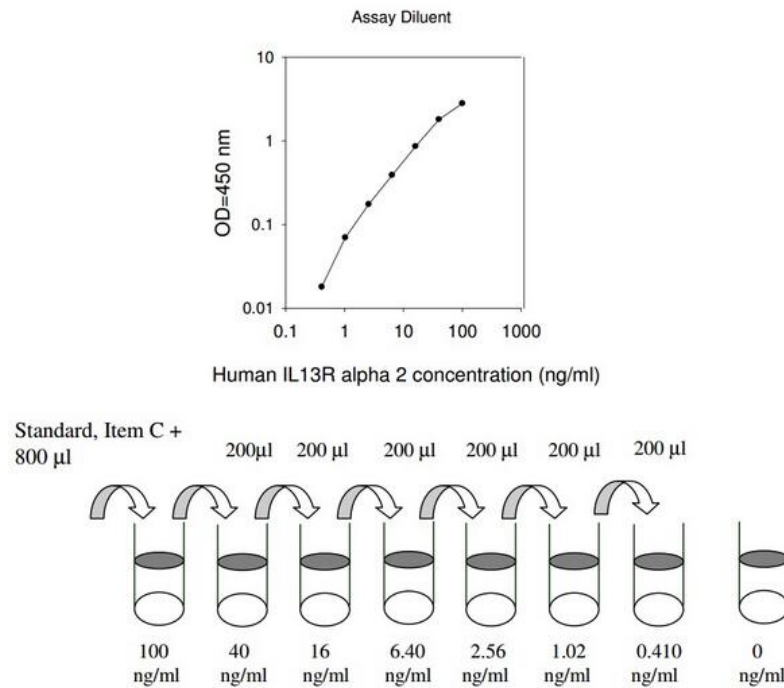 Assay Diluent
10
1
0.1
0.01
OD=450 nm
0.1 1 10 100 1000
Human IL13R alpha 2 concentration (ng/ml)
Standard, Item C +
800 µl
200µl 200 µl 200 µl 200 µl 200 µl 200 µl
100 40 16 6.40 2.56 1.02 0.410 0
ng/ml ng/ml ng/ml ng/ml ng/ml ng/ml ng/ml ng/ml